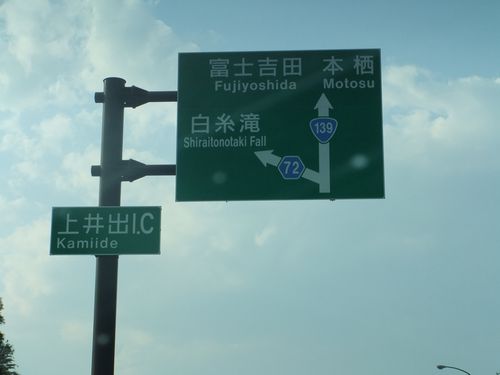 富士吉田 本栖
Fujiyoshida Motosu
139
白糸滝
Shiraitonotaki Fall
72
上井出I.C
Kamiide